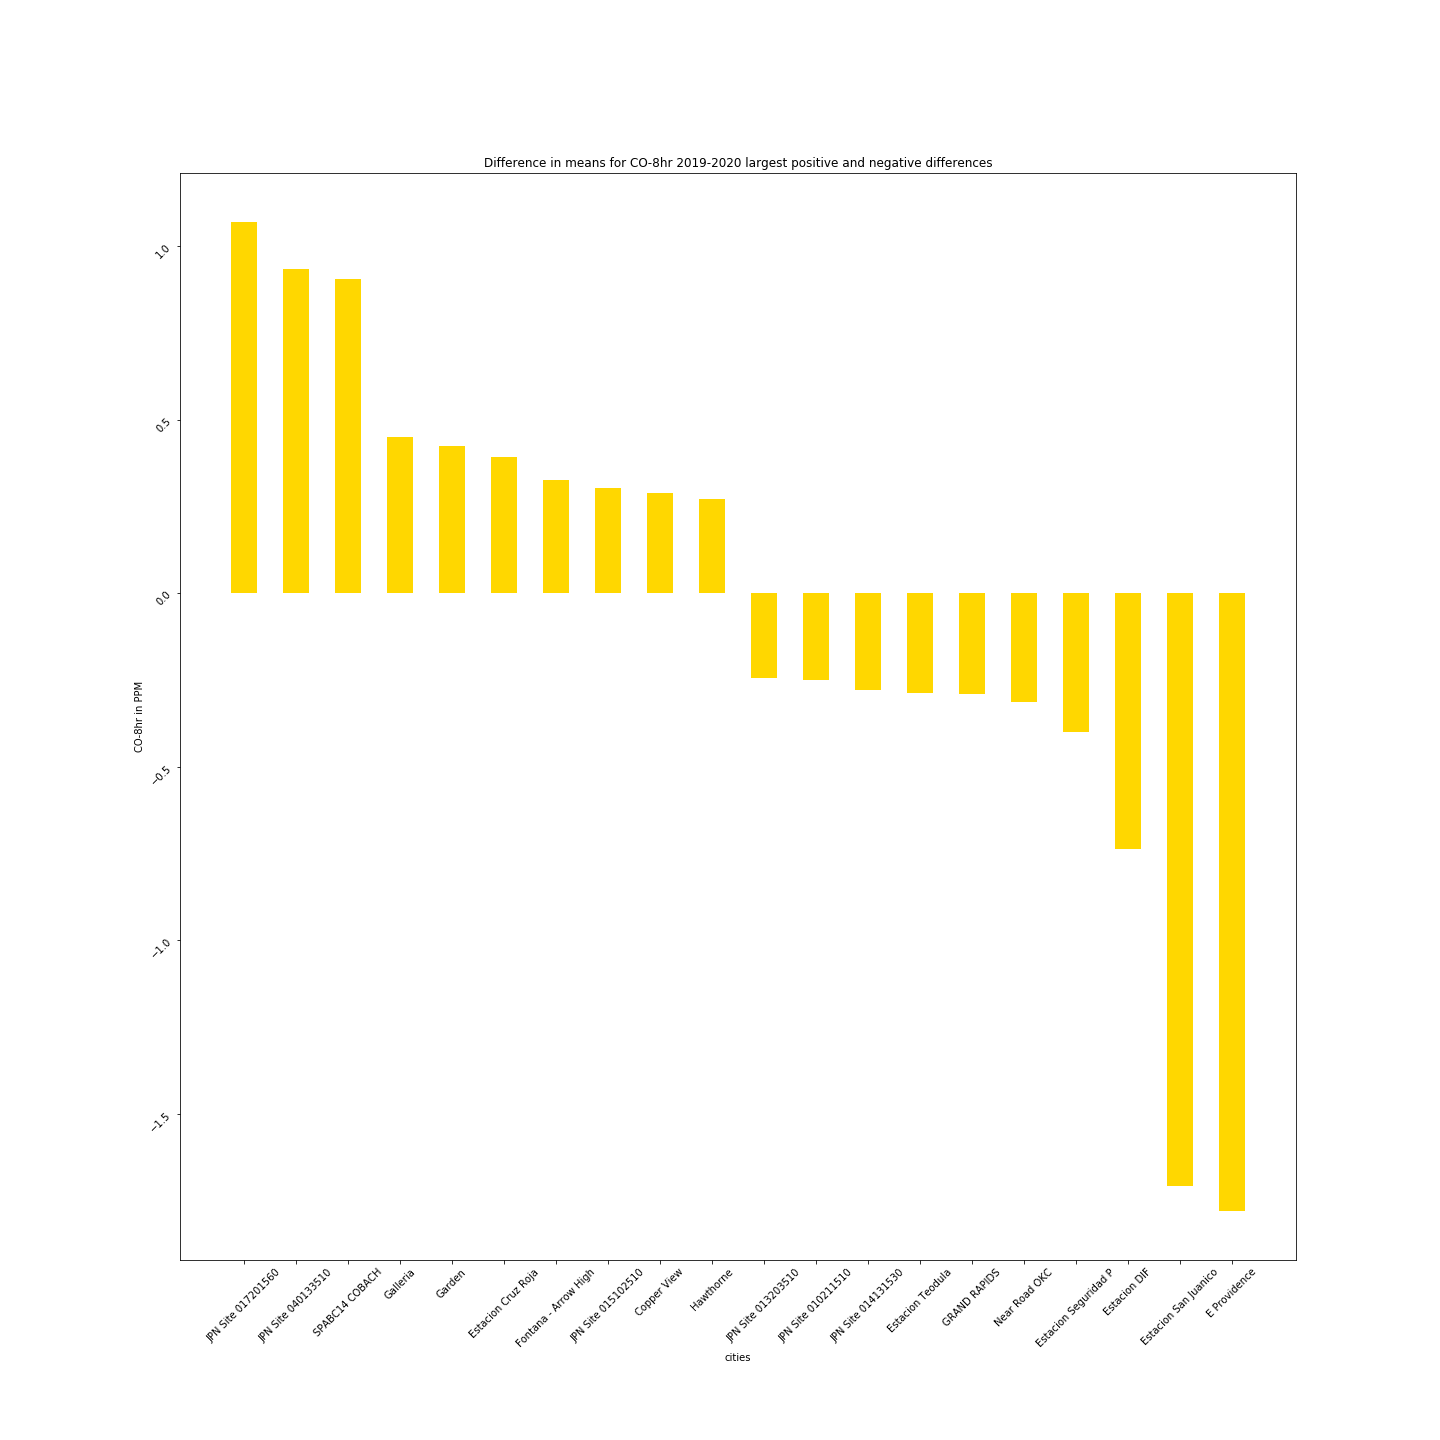 Difference in means for CO-8hr 2019-2020 largest positive and negative differences
1.0
0.5
0.0
−0.5
−1.0
−1.5
CO-8hr in PPM
JPN Site 017201560
JPN Site 040133510
SPABC14 COBACH
Galleria
Garden
Estacion Cruz Roja
Fontana - Arrow High
JPN Site 015102510
Copper View
Hawthorne
JPN Site 013203510
JPN Site 010211510
JPN Site 014131530
Estacion Teodula
GRAND RAPIDS
Near Road OKC
Estacion Seguridad P
Estacion DIF
Estacion San Juanico
E Providence
cities